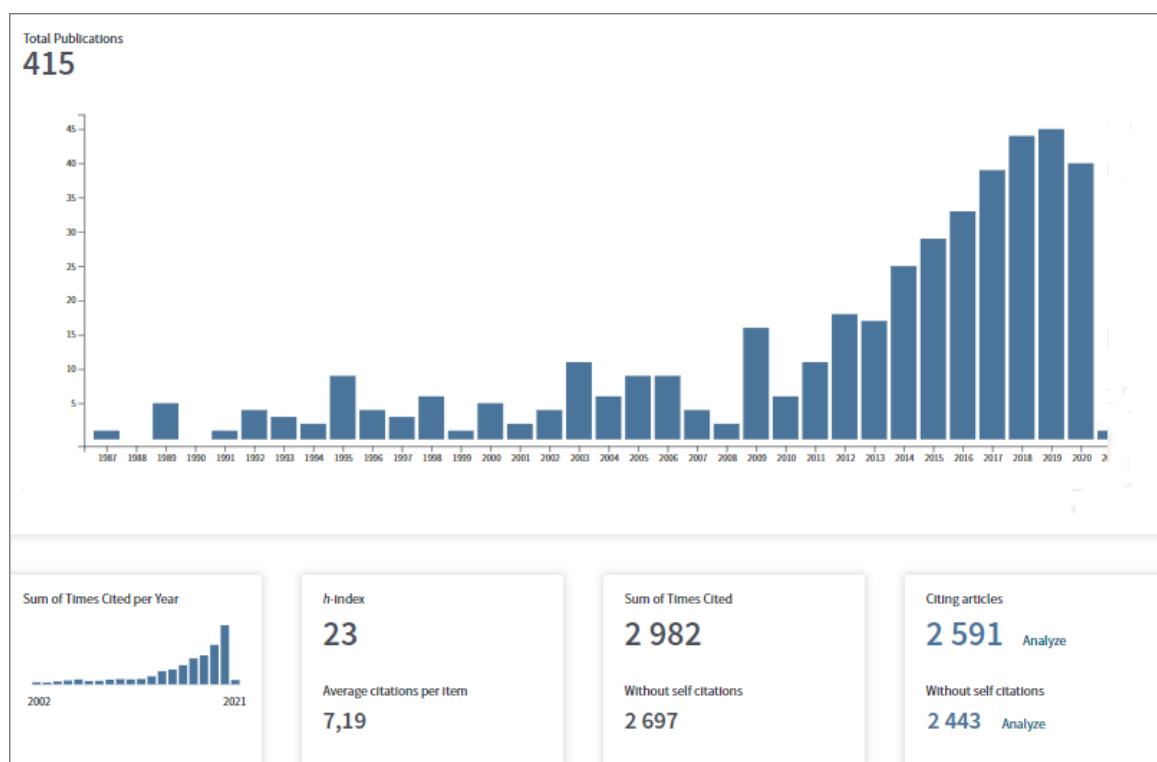 Total Publications
415
45
40
35
30
25
20
15
10
5
1987 1988 1989 1990 1991 1992 1993 1994 1995 1996 1997 1998 1999 2000 2001 2002 2003 2004 2005 2006 2007 2008 2009 2010 2011 2012 2013 2014 2015 2016 2017 2018 2019 2020
Sum of Times Cited per Year
2002 2021
h-index
23
Average citations per item
7,19
Sum of Times Cited
2 982
Without self citations
2 697
Citing articles
2 591 Analyze
Without self citations
2 443 Analyze